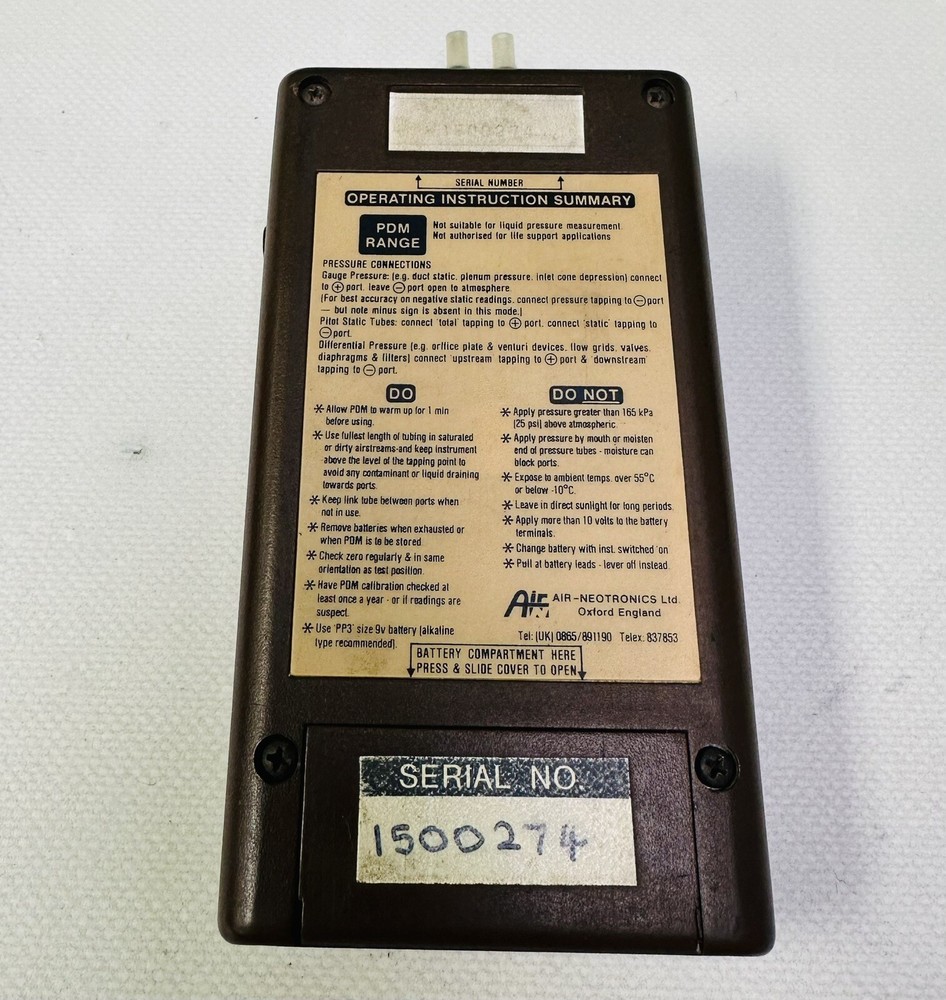 1500274
SERIAL NUMBER
OPERATING INSTRUCTION SUMMARY
PDM
RANGE
Not suitable for liquid pressure measurement.
Not authorised for life support applications
PRESSURE CONNECTIONS
Gauge Pressure: (e.g. duct static, plenum pressure, inlet cone depression) connect
to ⊕ port, leave ⊖ port open to atmosphere.
(For best accuracy on negative static readings, connect pressure tapping to ⊖ port
— but note minus sign is absent in this mode.)
Pitot Static Tubes: connect 'total' tapping to ⊕ port, connect 'static' tapping to
⊖ port.
Differential Pressure (e.g. orifice plate & venturi devices, flow grids, valves,
diaphragms & filters) connect 'upstream' tapping to ⊕ port & 'downstream'
tapping to ⊖ port.
DO
* Allow PDM to warm up for 1 min
before using.
* Use fullest length of tubing in saturated
or dirty airstreams-and keep instrument
above the level of the tapping point to
avoid any contaminant or liquid draining
towards ports.
* Keep link tube between ports when
not in use.
* Remove batteries when exhausted or
when PDM is to be stored.
* Check zero regularly & in same
orientation as test position.
* Have PDM calibration checked at
least once a year - or if readings are
suspect.
* Use 'PP3' size 9v battery (alkaline
type recommended).
DO NOT
* Apply pressure greater than 165 kPa
(25 psi) above atmospheric.
* Apply pressure by mouth or moisten
end of pressure tubes - moisture can
block ports.
* Expose to ambient temps. over 55°C
or below -10°C.
* Leave in direct sunlight for long periods.
* Apply more than 10 volts to the battery
terminals.
* Change battery with inst. switched 'on'
* Pull at battery leads - lever off instead.
AIR-NEOTRONICS Ltd.
Oxford England
Tel: (UK) 0865/891190 Telex: 837853
BATTERY COMPARTMENT HERE
PRESS & SLIDE COVER TO OPEN
SERIAL NO.
1500274